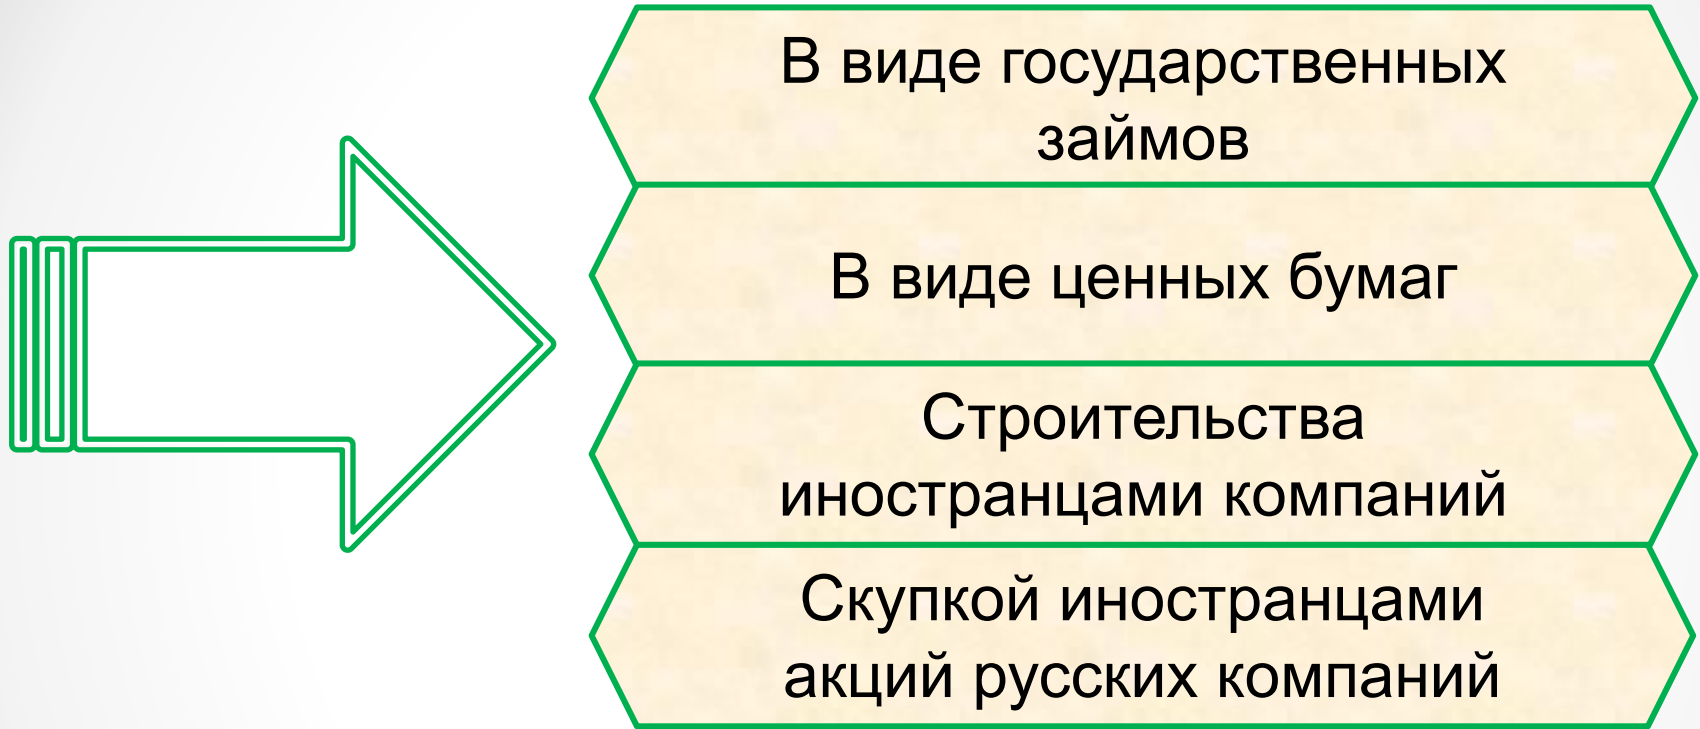 В виде государственных
займов
В виде ценных бумаг
Строительства
иностранцами компаний
Скупкой иностранцами
акций русских компаний